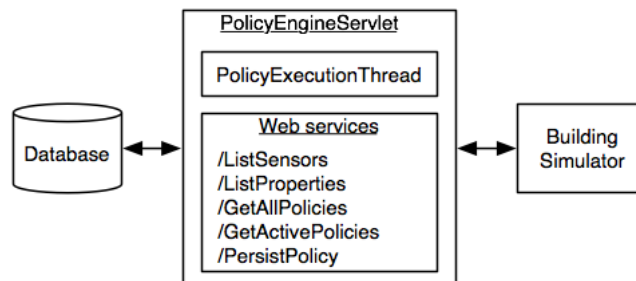 PolicyEngineServlet
PolicyExecutionThread
Database
Web services
/ListSensors
/ListProperties
/GetAllPolicies
/GetActivePolicies
/PersistPolicy
Building
Simulator